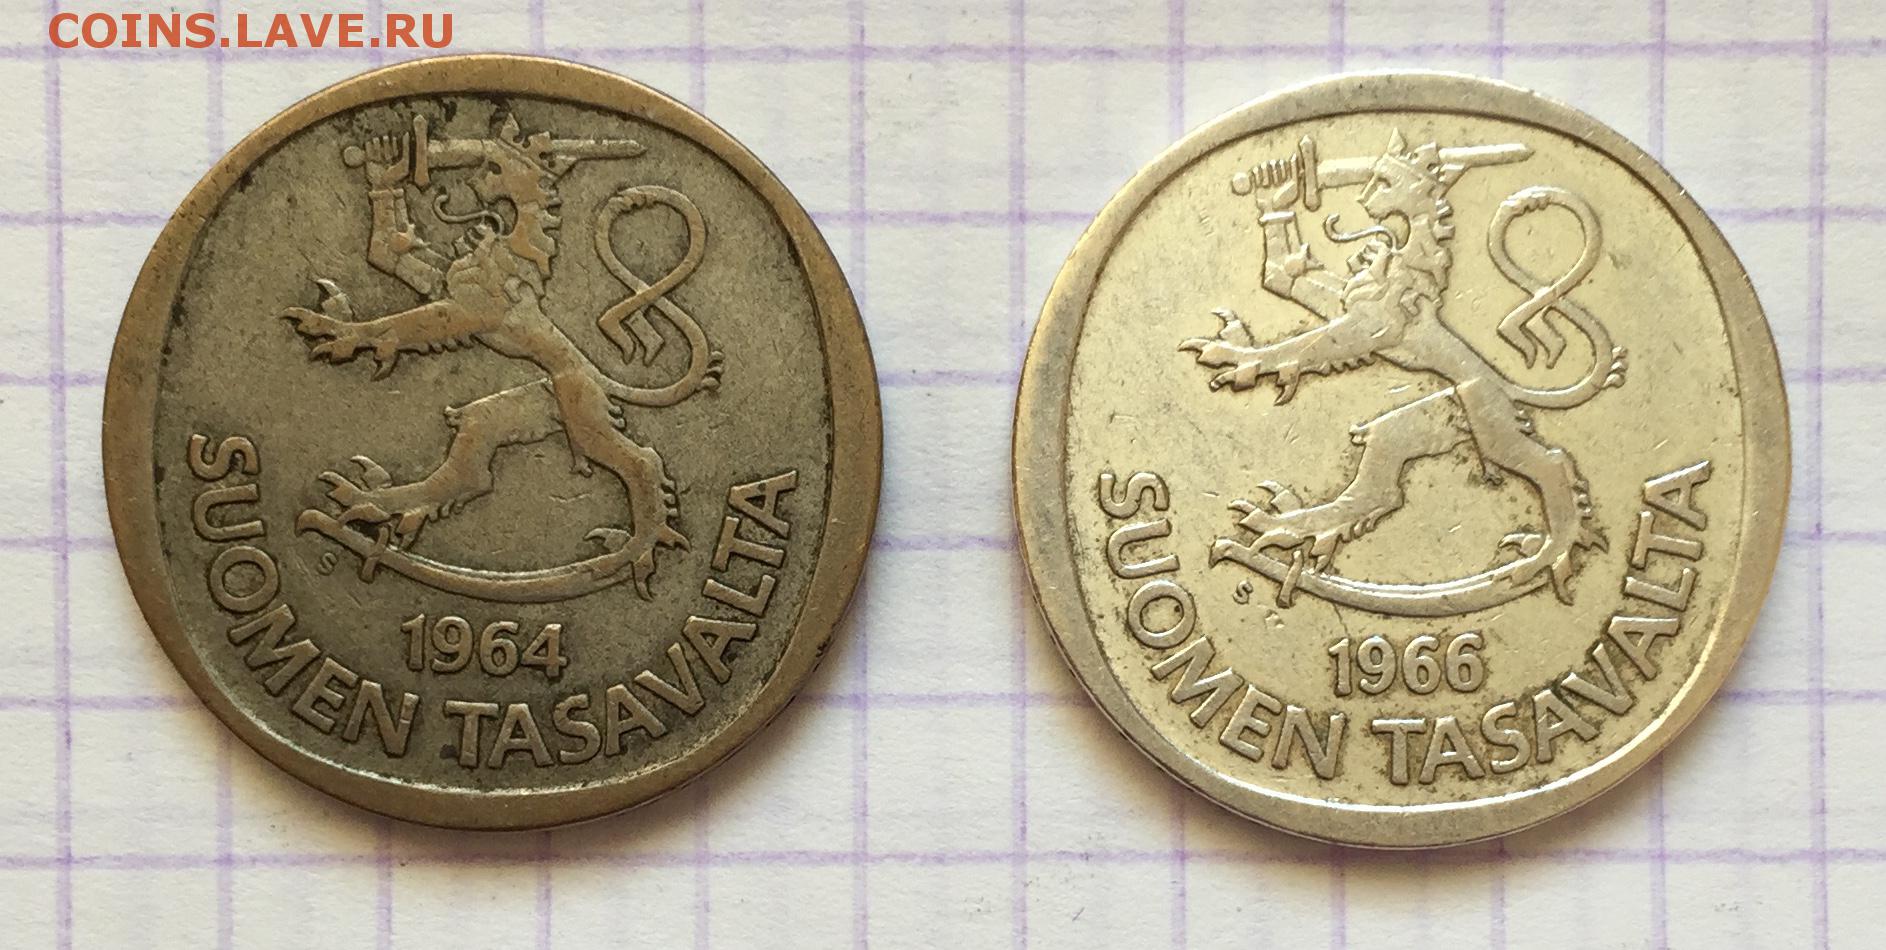 COINS.LAVE.RU
S
1964
SUOMEN TASAVALTA
S
1966
SUOMEN TASAVALTA